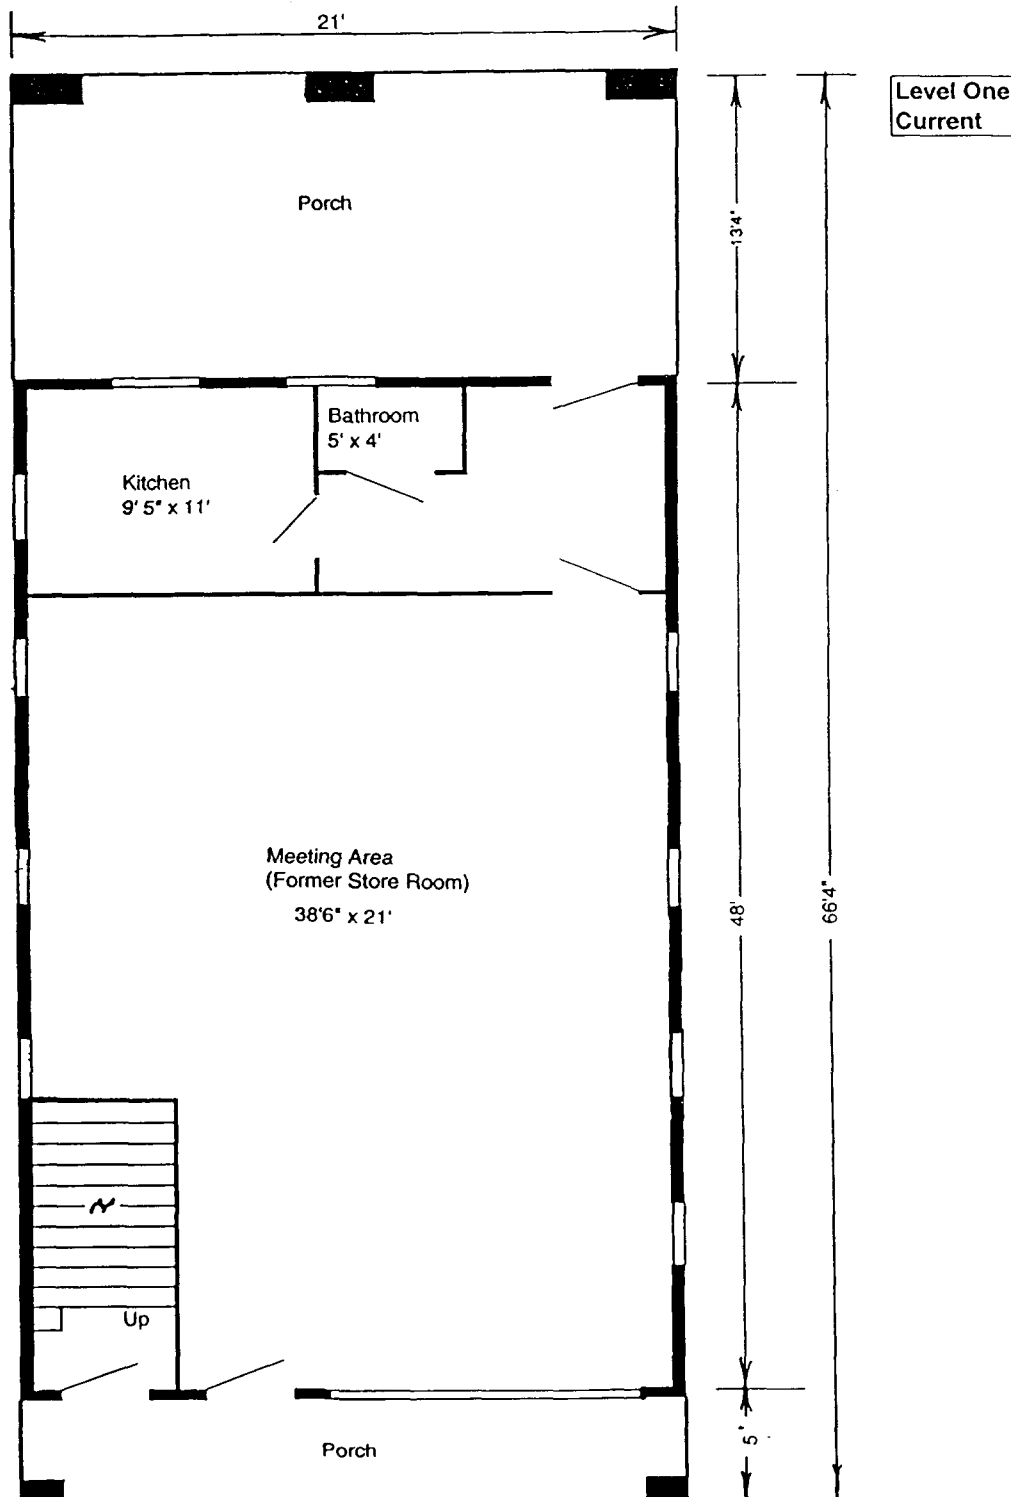 21'
Level One
Current
Porch
13'4"
Bathroom
5' x 4'
Kitchen
9' 5" x 11'
Meeting Area
(Former Store Room)
38'6" x 21'
48'
66'4"
Up
Porch
5'